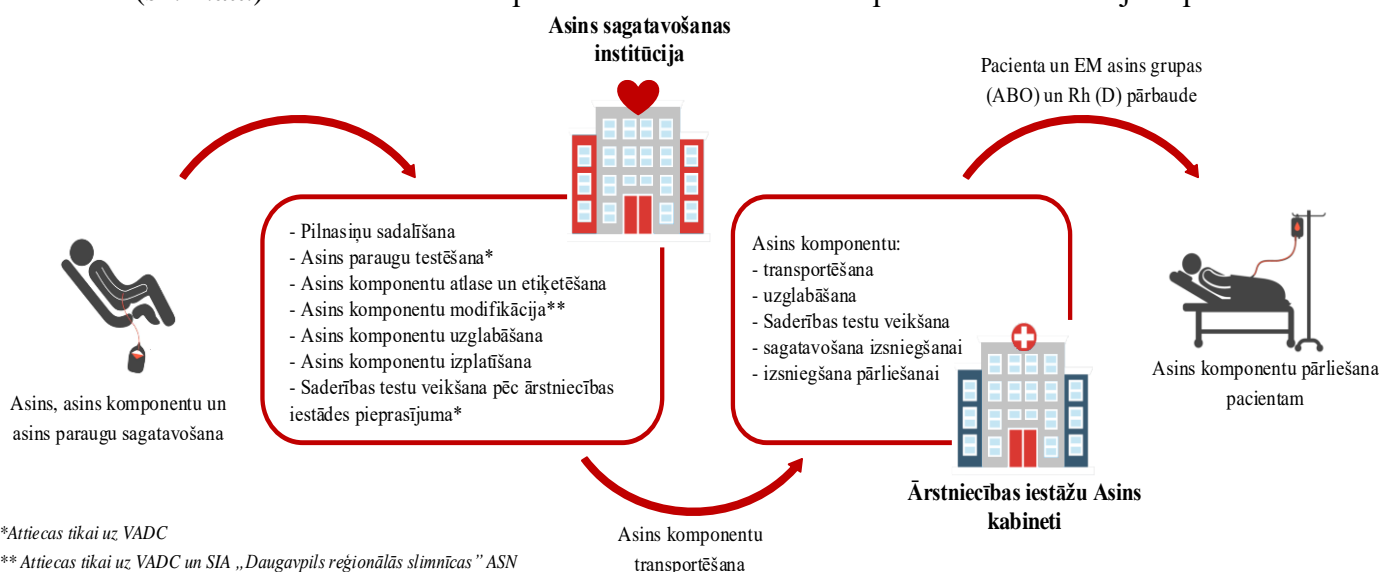 Asins sagatavošanas
institūcija
Pacienta un EM asins grupas
(ABO) un Rh (D) pārbaude
- Pilnasiņu sadalīšana
- Asins paraugu testēšana*
- Asins komponentu atlase un etiķetēšana
- Asins komponentu modifikācija**
- Asins komponentu uzglabāšana
- Asins komponentu izplatīšana
- Saderības testu veikšana pēc ārstniecības
iestādes pieprasījuma*
Asins komponentu:
- transportēšana
- uzglabāšana
- Saderības testu veikšana
- sagatavošana izsniegšanai
- izsniegšana pārliešanai
Asins, asins komponentu un
asins paraugu sagatavošana
Asins komponentu pārliešana
pacientam
Ārstniecības iestāžu Asins
kabineti
Asins komponentu
transportēšana
*Attiecas tikai uz VADC
** Attiecas tikai uz VADC un SIA „Daugavpils reģionālās slimnīcas” ASN